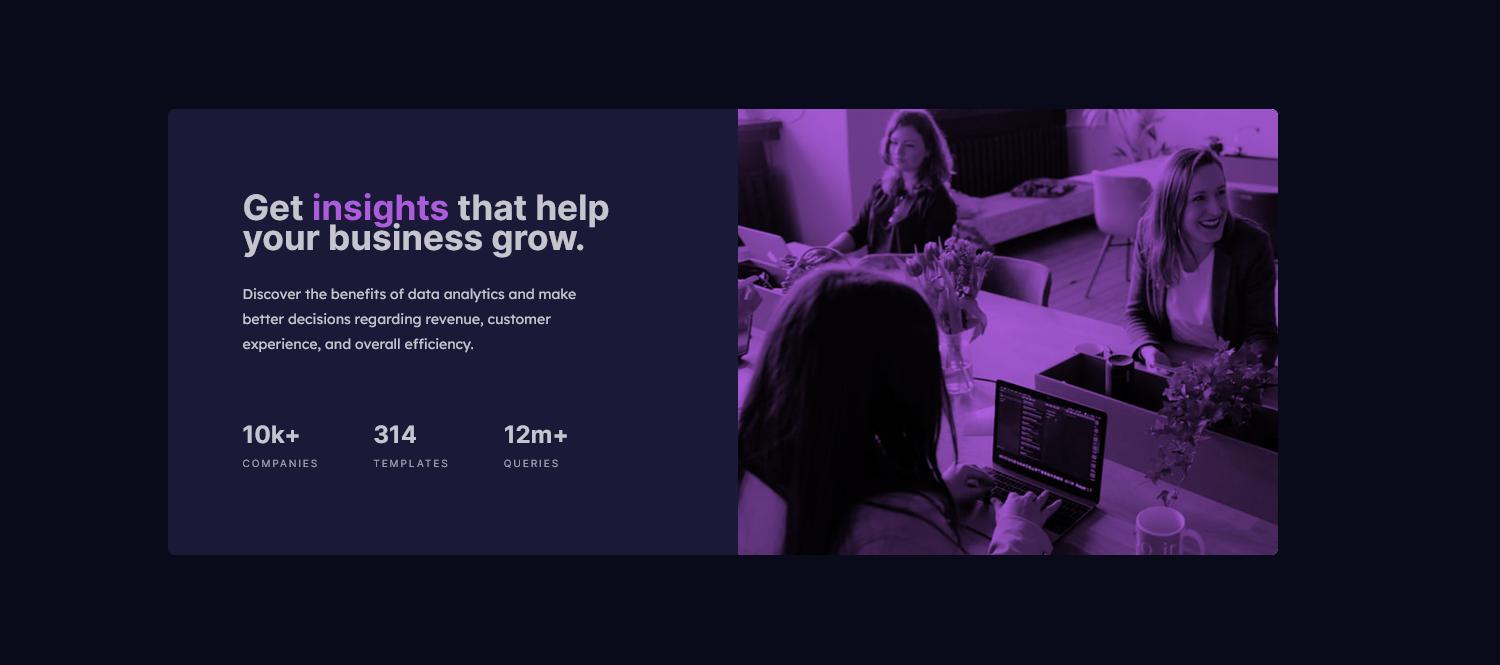 Get insights that help
your business grow.
Discover the benefits of data analytics and make
better decisions regarding revenue, customer
experience, and overall efficiency.
10k+ 314 12m+
COMPANIES TEMPLATES QUERIES